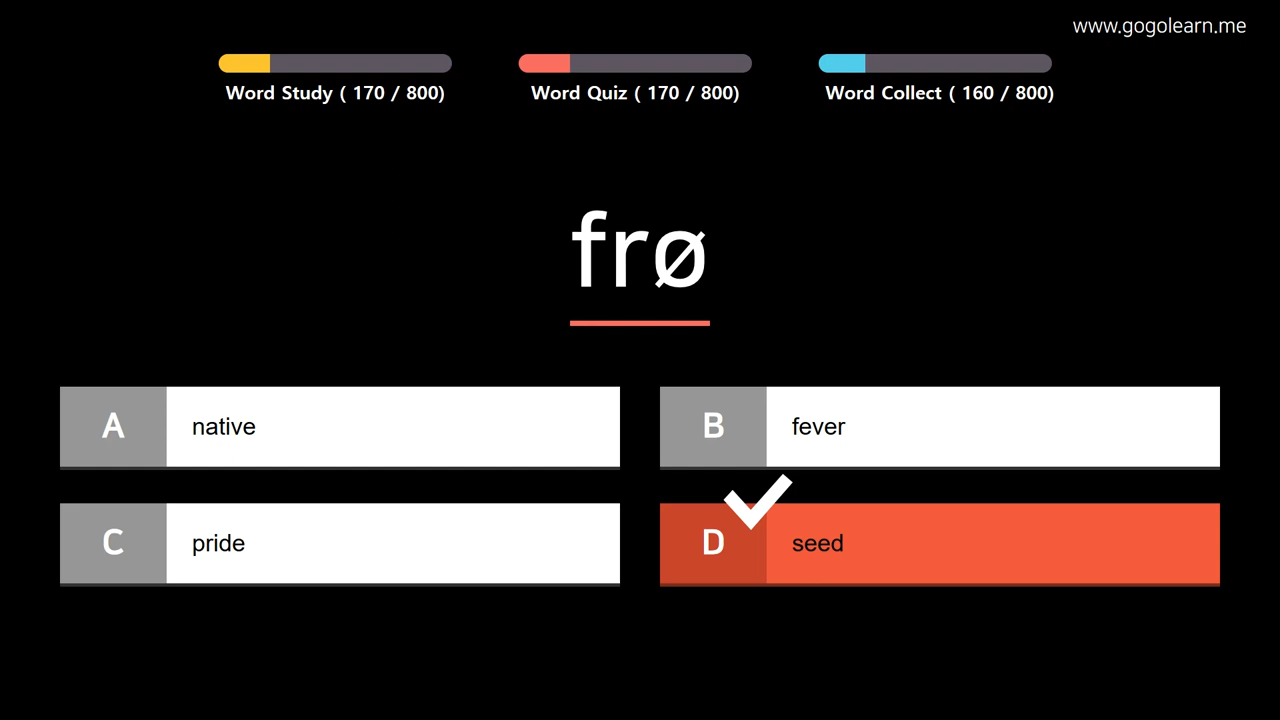 www.gogolearn.me
Word Study ( 170 / 800)
Word Quiz ( 170 / 800)
Word Collect ( 160 / 800)
frø
A native
B fever
C pride
D seed